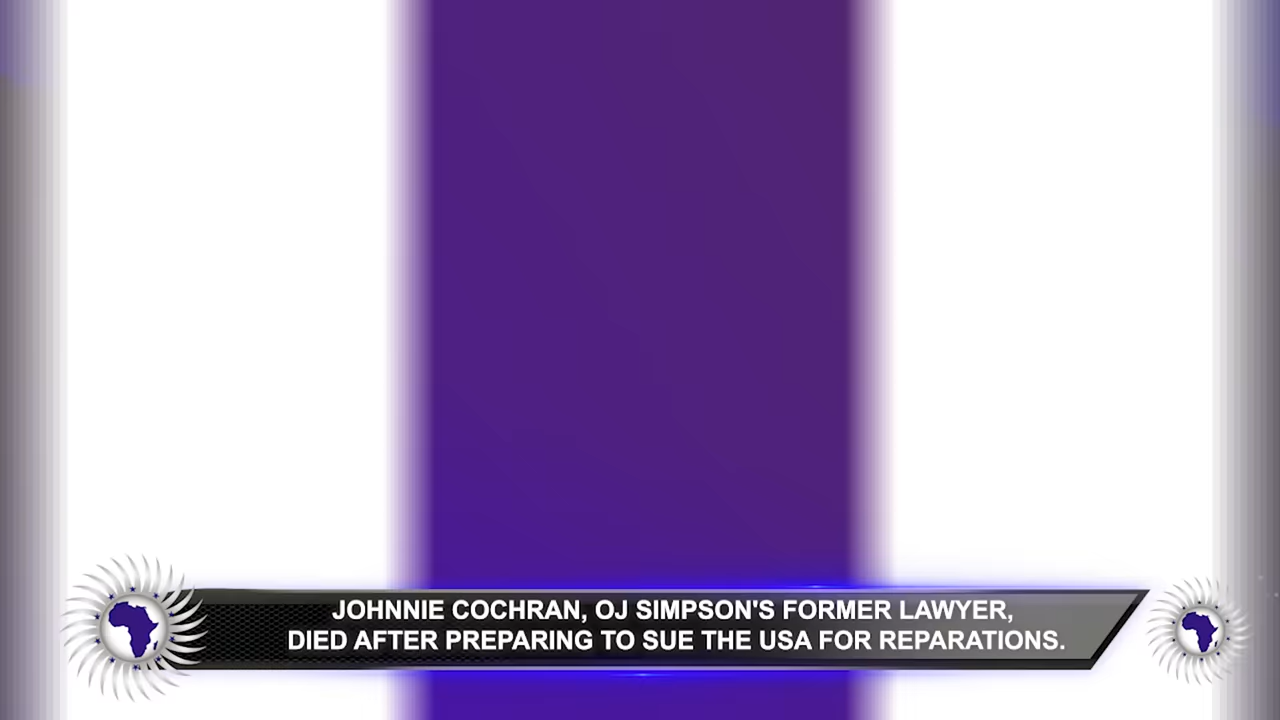 JOHNNIE COCHRAN, OJ SIMPSON'S FORMER LAWYER,
DIED AFTER PREPARING TO SUE THE USA FOR REPARATIONS.